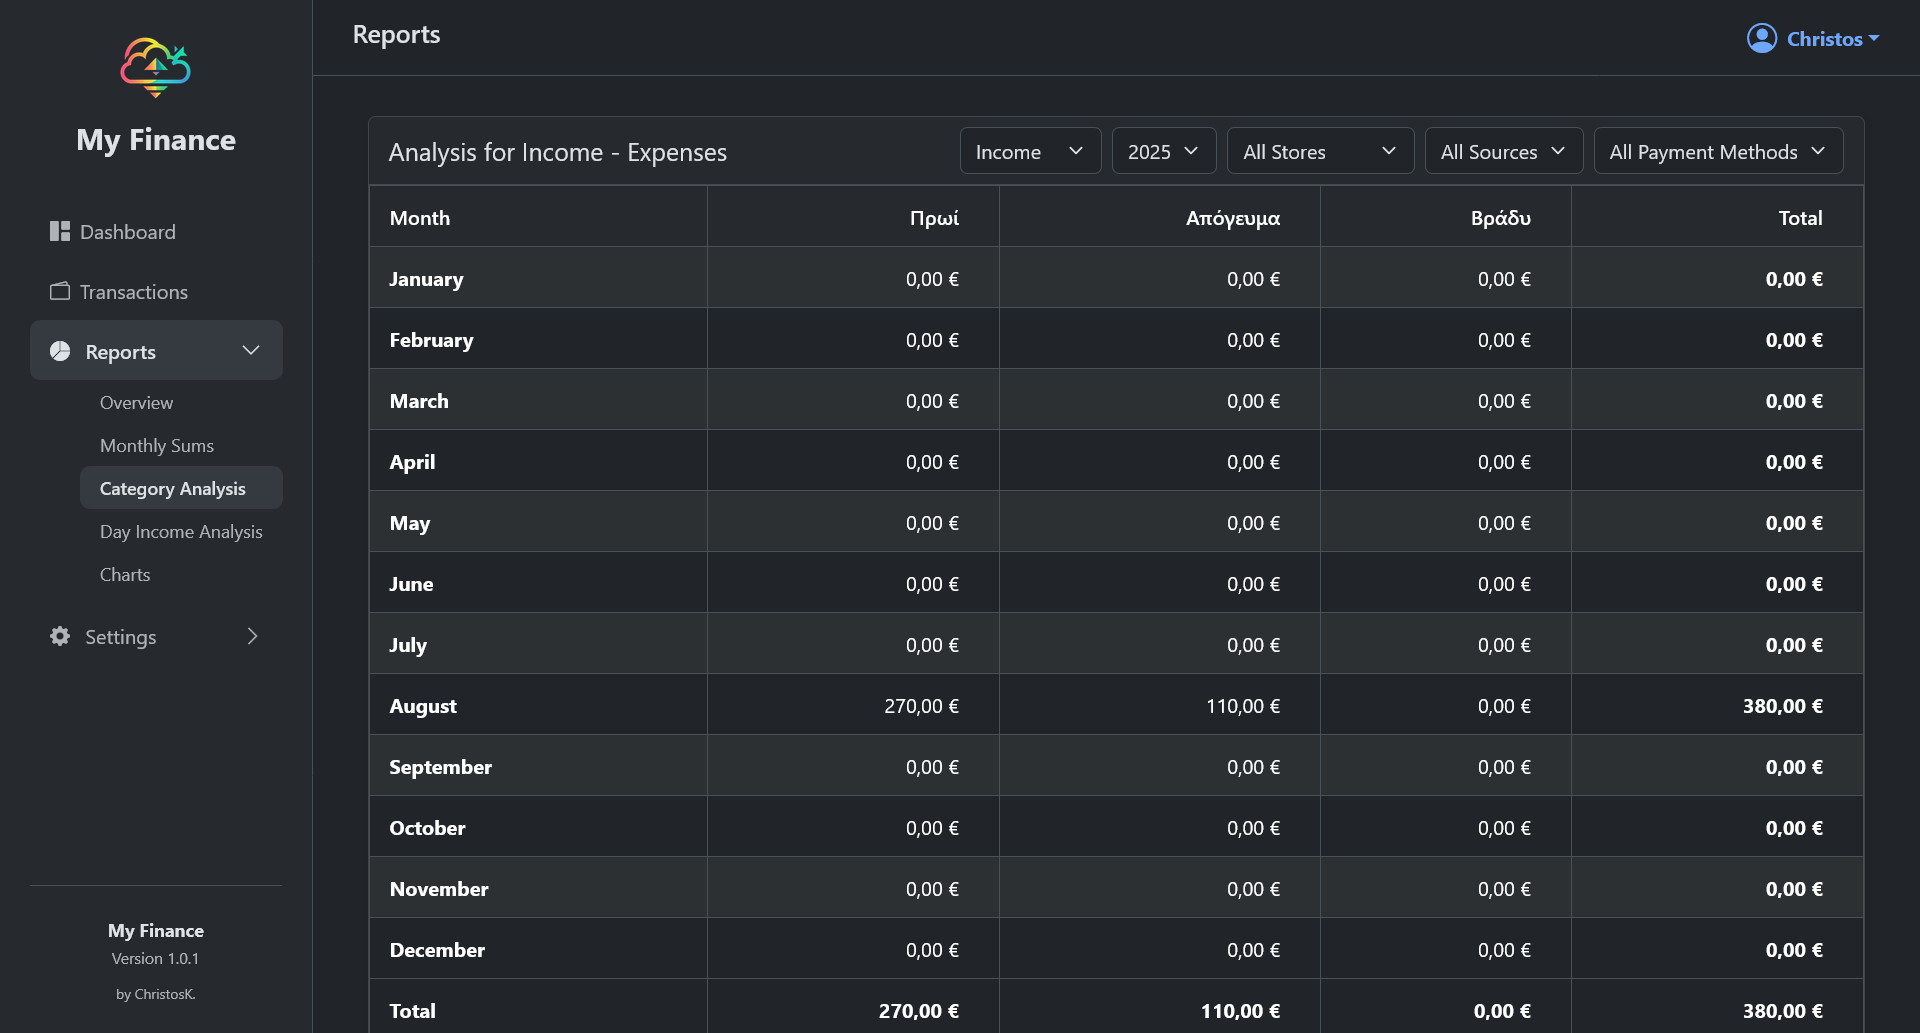 My Finance
Dashboard
Transactions
Reports
Overview
Monthly Sums
Category Analysis
Day Income Analysis
Charts
Settings
My Finance
Version 1.0.1
by ChristosK.
Reports
Christos
Analysis for Income - Expenses
Income
2025
All Stores
All Sources
All Payment Methods
Month Πρωί Απόγευμα Βράδυ Total
January 0,00 € 0,00 € 0,00 € 0,00 €
February 0,00 € 0,00 € 0,00 € 0,00 €
March 0,00 € 0,00 € 0,00 € 0,00 €
April 0,00 € 0,00 € 0,00 € 0,00 €
May 0,00 € 0,00 € 0,00 € 0,00 €
June 0,00 € 0,00 € 0,00 € 0,00 €
July 0,00 € 0,00 € 0,00 € 0,00 €
August 270,00 € 110,00 € 0,00 € 380,00 €
September 0,00 € 0,00 € 0,00 € 0,00 €
October 0,00 € 0,00 € 0,00 € 0,00 €
November 0,00 € 0,00 € 0,00 € 0,00 €
December 0,00 € 0,00 € 0,00 € 0,00 €
Total 270,00 € 110,00 € 0,00 € 380,00 €